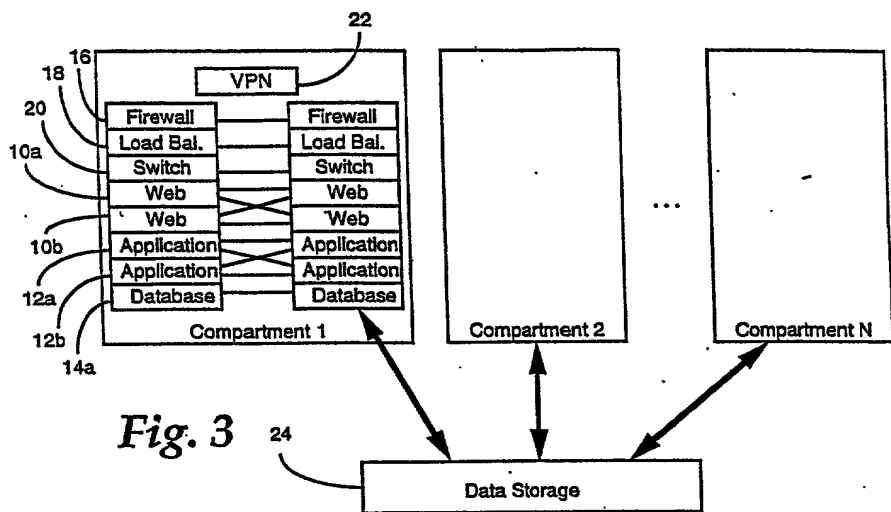 22
16
18
20
10a
10b
12a
12b
14a
VPN
Firewall Firewall
Load Bal. Load Bal.
Switch Switch
Web Web
Web Web
Application Application
Application Application
Database Database
Compartment 1
Compartment 2
...
Compartment N
Fig. 3
24
Data Storage